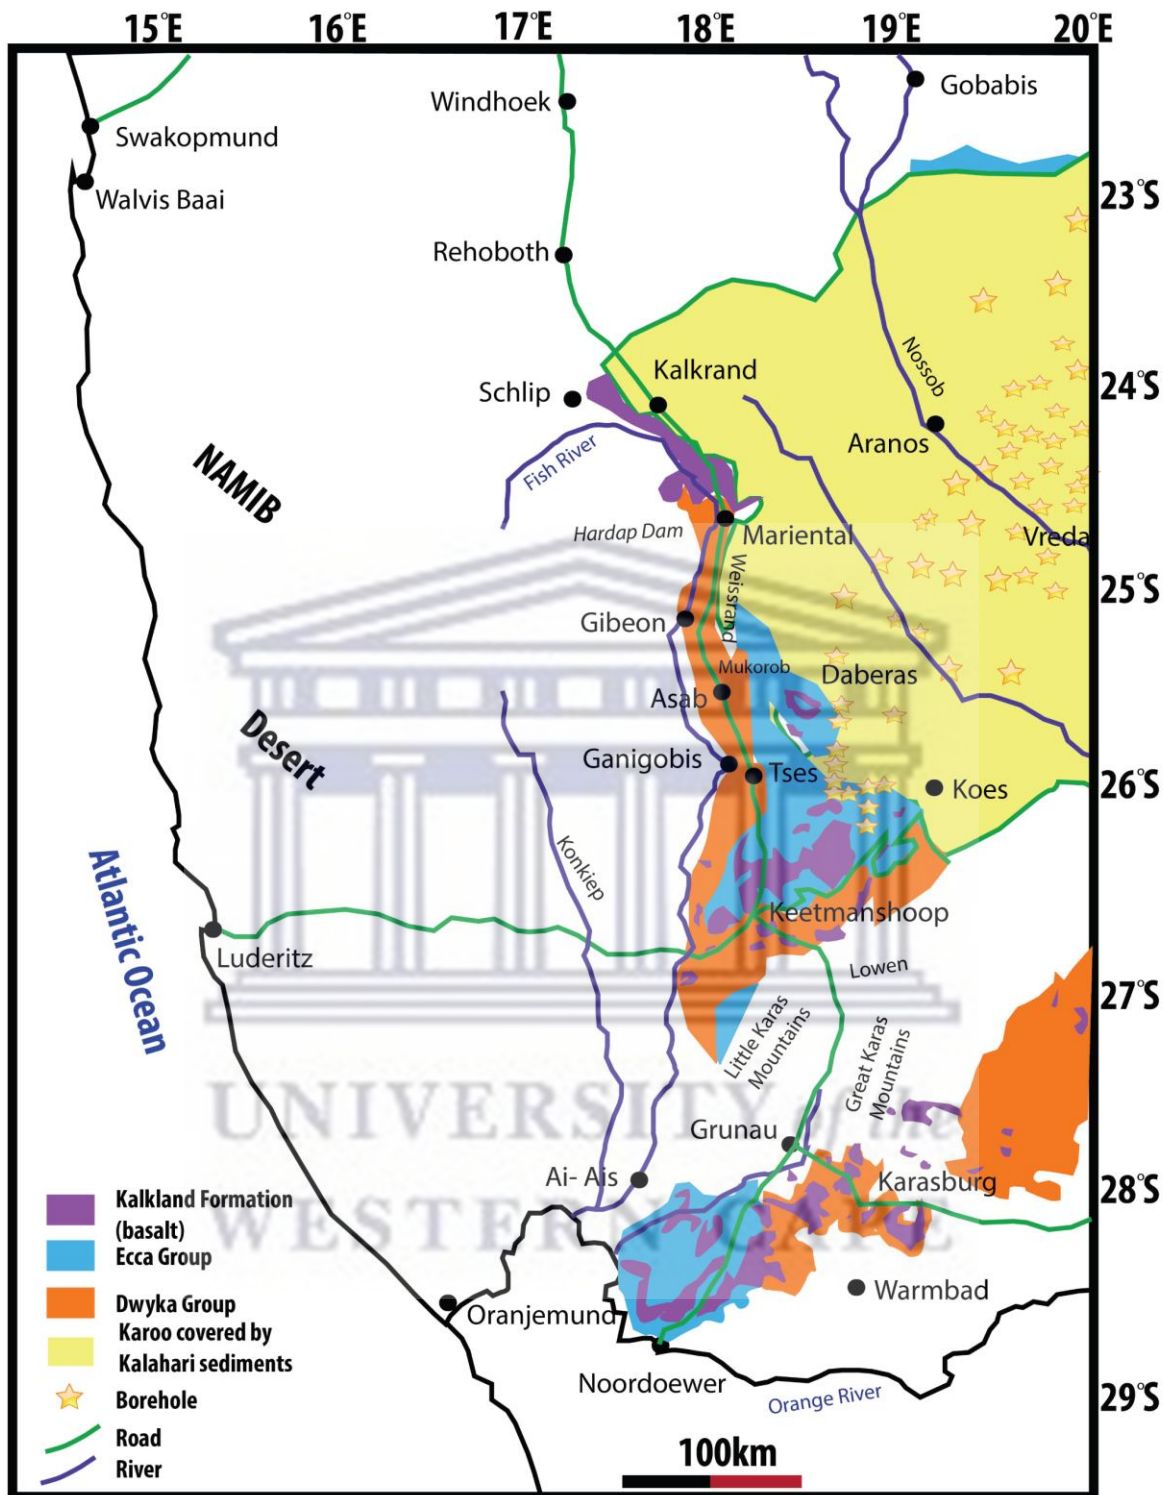 15°E 16°E 17°E 18°E 19°E 20°E
Windhoek
Gobabis
Swakopmund
Walvis Baai
23°S
Rehoboth
Kalkrand
Schlip
Nossob
24°S
Aranos
Fish River
NAMIB
Hardap Dam
Mariental
Vreda
Weissrand
25°S
Gibeon
Mukorob
Daberas
Asab
Desert
Ganigobis
Tses
26°S
Koes
Konkiep
Atlantic Ocean
Keetmanshoop
Luderitz
Lowen
27°S
Little Karas
Mountains
Great Karas
Mountains
UNIVERSITY of the
WESTERN CAPE
Grunau
Ai- Ais
Karasburg
28°S
Kalkland Formation
(basalt)
Ecca Group
Dwyka Group
Karoo covered by
Kalahari sediments
Borehole
Road
River
Oranjemund
Warmbad
Noordoewer
Orange River
29°S
100km